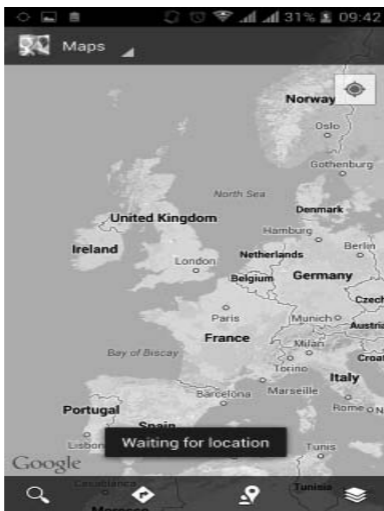 31% 09:42
Maps
Norway
Oslo
Gothenburg
North Sea
Denmark
United Kingdom
Hamburg
Berlin
Ireland
Netherlands
London
Belgium
Germany
Czech
Paris
Munich
Austria
France
Milan
Croat
Bay of Biscay
Torino
Italy
Barcelona
Marseille
Portugal
Rome
Spain
Lisbon
Waiting for location
Tunis
Google
Casablanca
Tunisia
Morocco